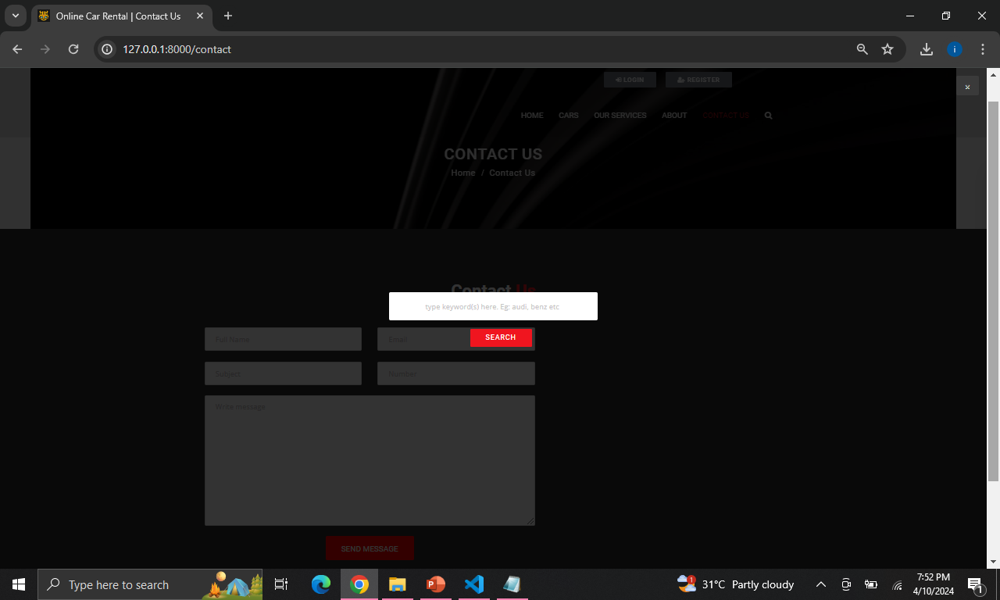 Online Car Rental | Contact Us
127.0.0.1:8000/contact
LOGIN
REGISTER
HOME
CARS
OUR SERVICES
ABOUT
CONTACT US
CONTACT US
Home / Contact Us
Contact Us
type keyword(s) here. Eg: audi, benz etc
Full Name
Email
SEARCH
Subject
Number
Write message
SEND MESSAGE
Type here to search
1
31°C Partly cloudy
7:52 PM
4/10/2024
1